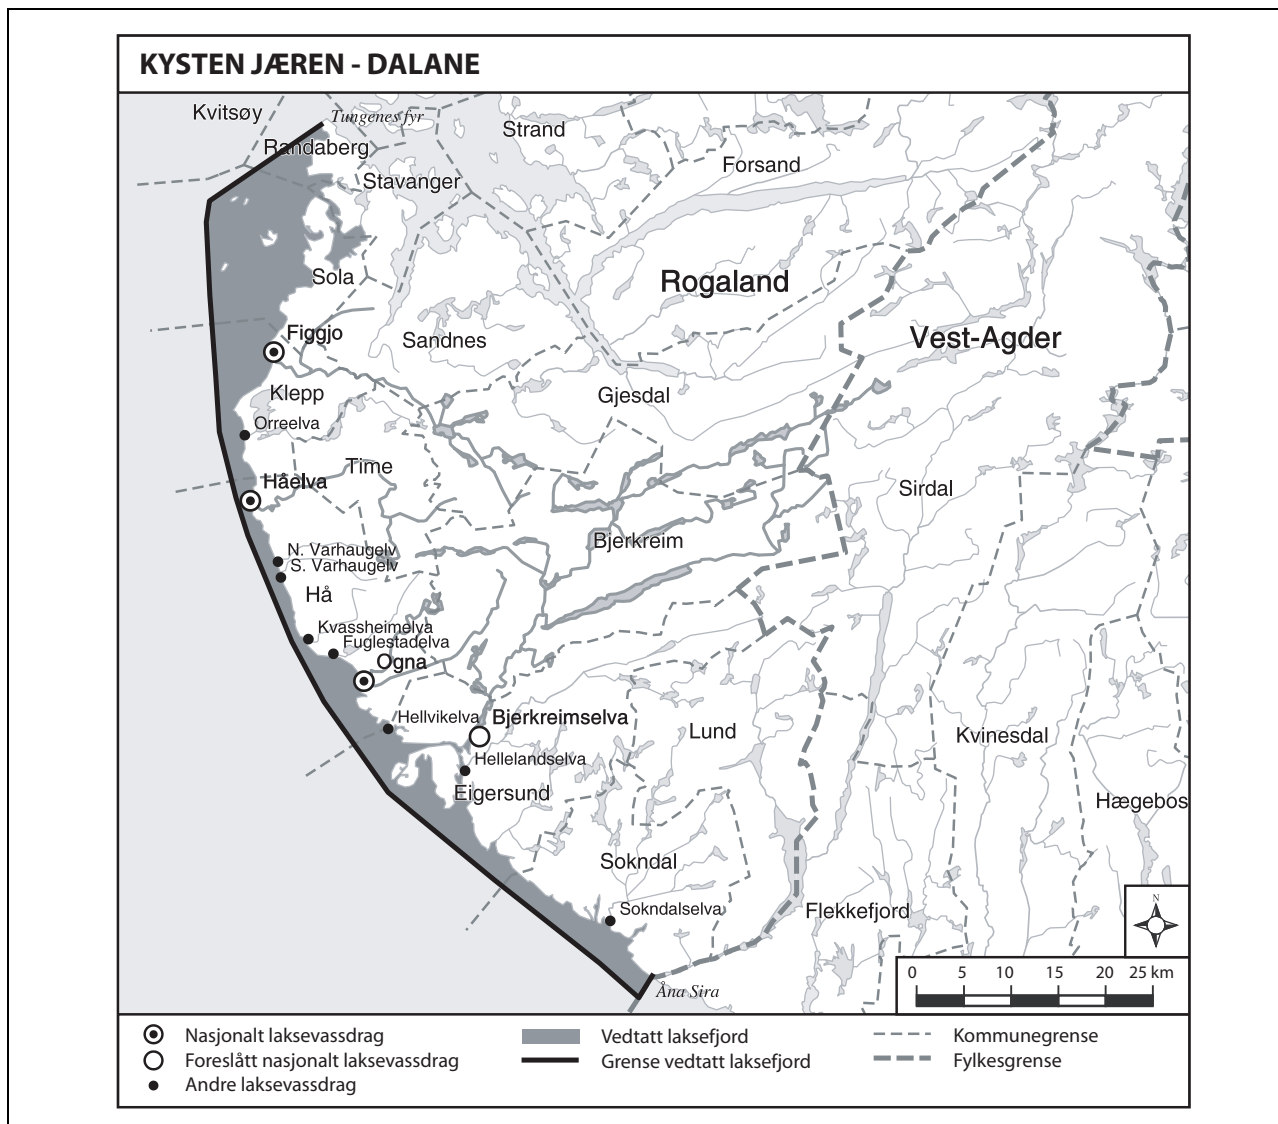 KYSTEN JÆREN - DALANE
Kvitsøy
Tungenes fyr
Strand
Randaberg
Forsand
Stavanger
Sola
Rogaland
Figgjo
Sandnes
Vest-Agder
Klepp
Gjesdal
Orreelva
Time
Håelva
Sirdal
Bjerkreim
N. Varhaugelv
S. Varhaugelv
Hå
Kvassheimelva
Fuglestadelva
Ogna
Hellvikelva
Bjerkreimselva
Lund
Kvinesdal
Hellelandselva
Eigersund
Hægebos
Sokndal
Sokndalselva
Flekkefjord
N
0 5 10 15 20 25 km
Åna Sira
Nasjonalt laksevassdrag
Foreslått nasjonalt laksevassdrag
Andre laksevassdrag
Vedtatt laksefjord
Grense vedtatt laksefjord
Kommunegrense
Fylkesgrense